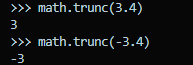 >>> math.trunc(3.4)
3
>>> math.trunc(-3.4)
-3